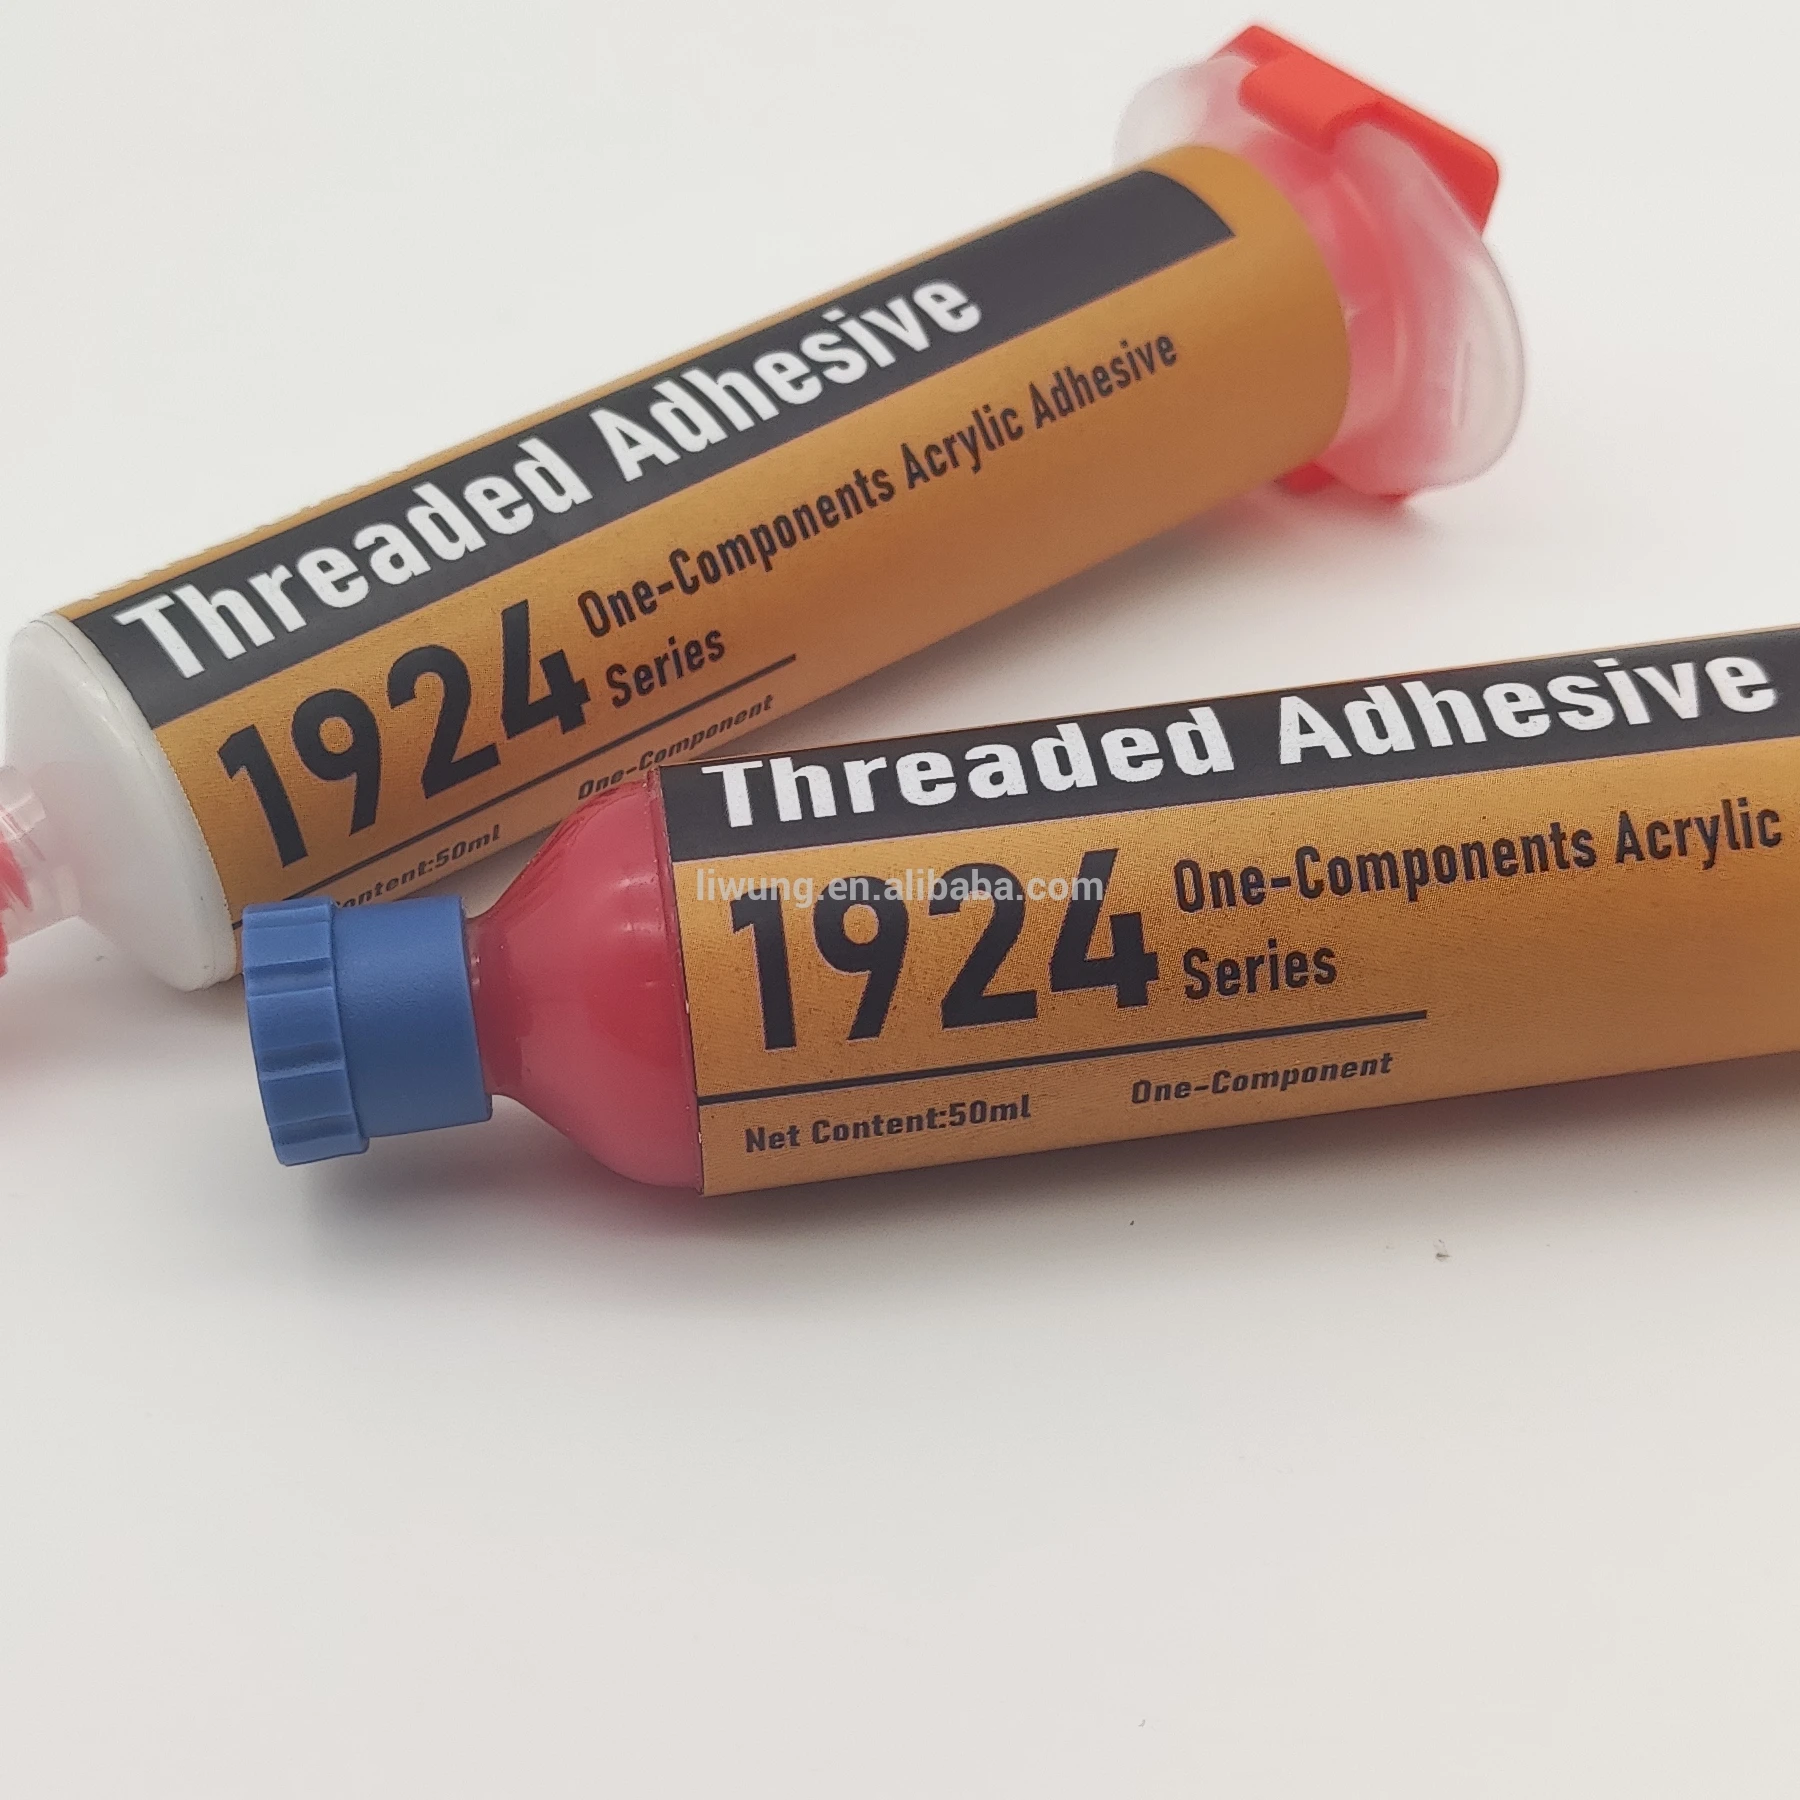 Threaded Adhesive
1924 One-Components Acrylic Adhesive
Series
ontent:50ml One-Component
Threaded Adhesive
1924 One-Components Acrylic
Series
Net Content:50ml One-Component
liwung.en.alibaba.com